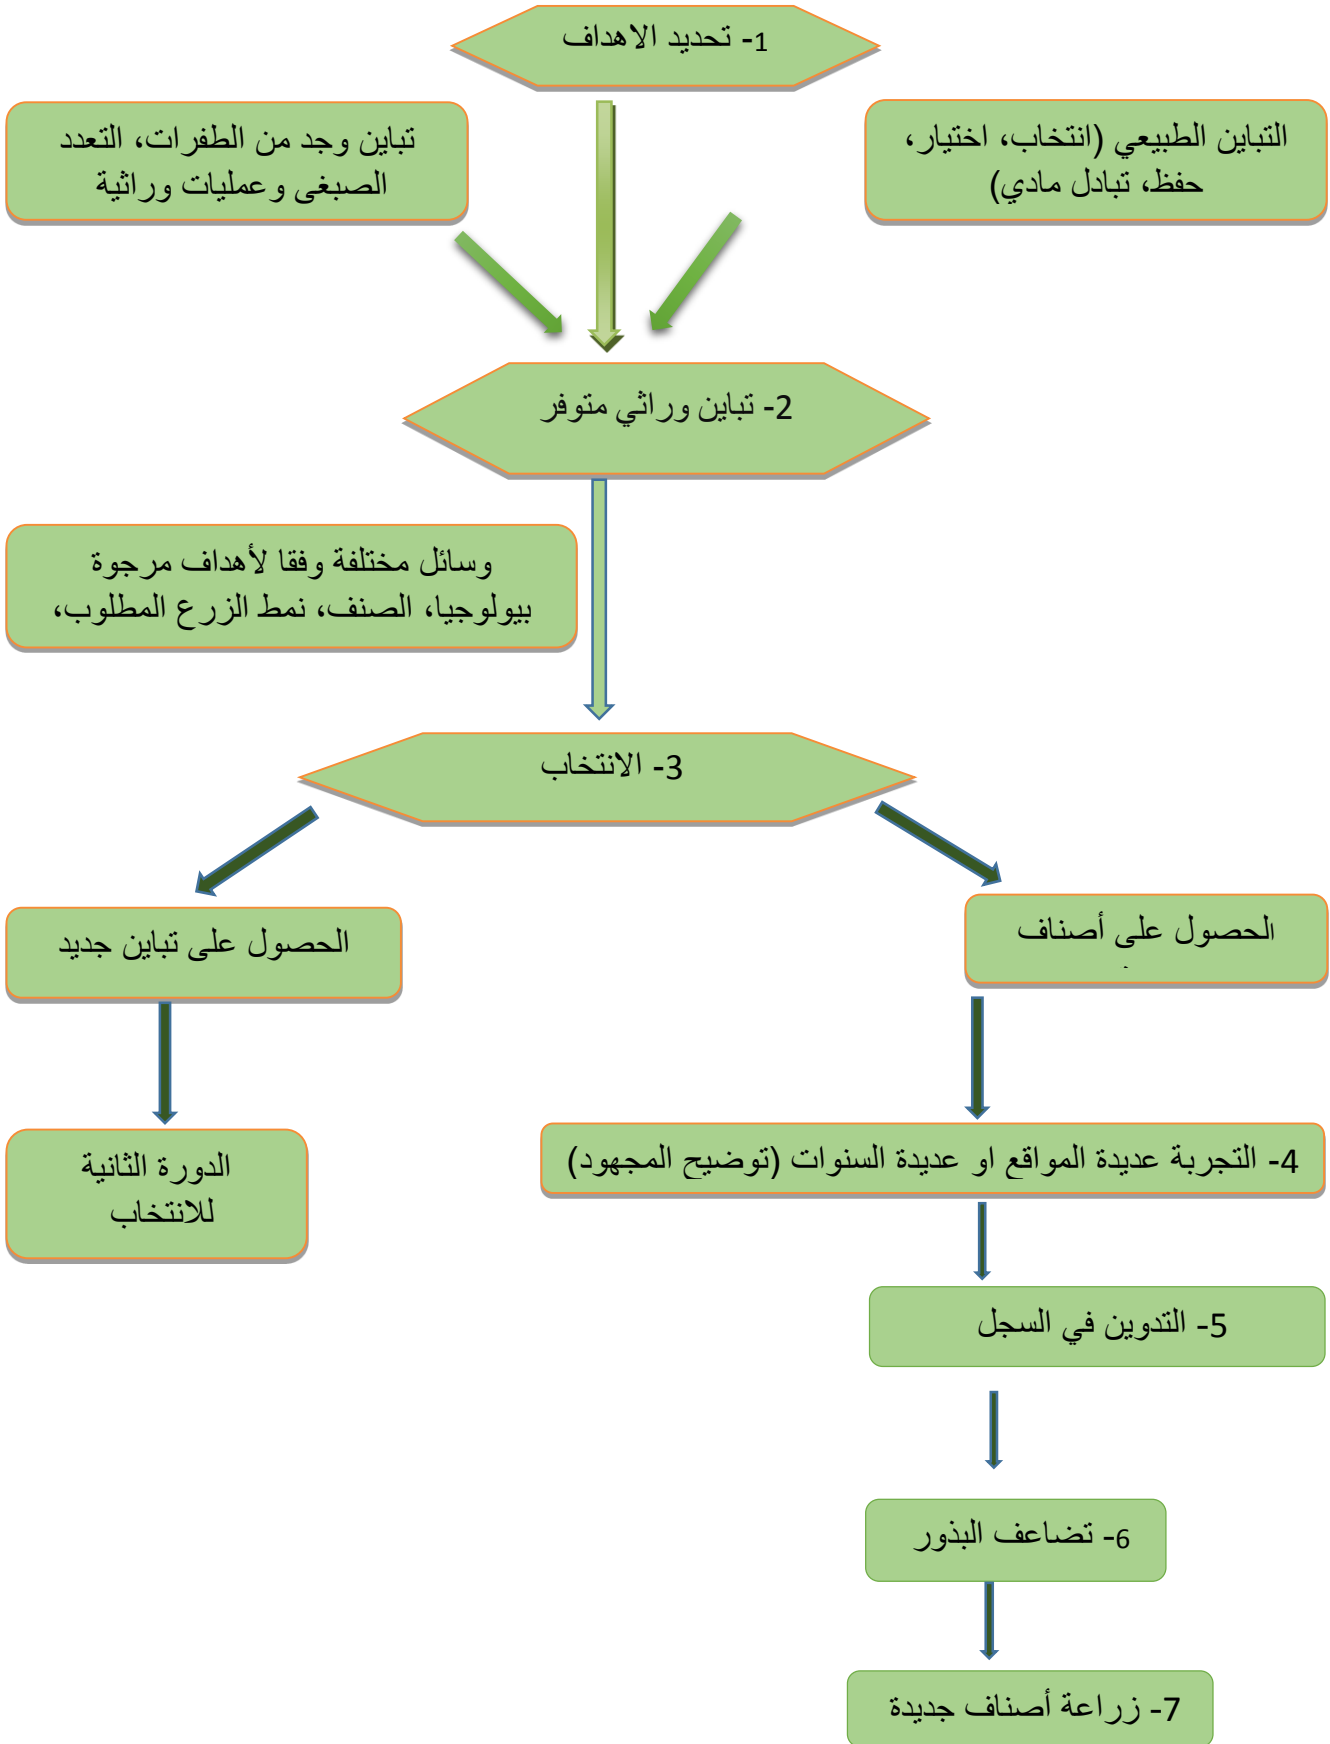 1- تحديد الاهداف
التباين الطبيعي (انتخاب، اختيار،
حفظ، تبادل مادي)
تباين وجد من الطفرات، التعدد
الصبغى وعمليات وراثية
2- تباين وراثي متوفر
وسائل مختلفة وفقا لأهداف مرجوة
بيولوجيا، الصنف، نمط الزرع المطلوب،
3- الانتخاب
الحصول على أصناف
الحصول على تباين جديد
4- التجربة عديدة المواقع او عديدة السنوات (توضيح المجهود)
الدورة الثانية
للانتخاب
5- التدوين في السجل
6- تضاعف البذور
7- زراعة أصناف جديدة